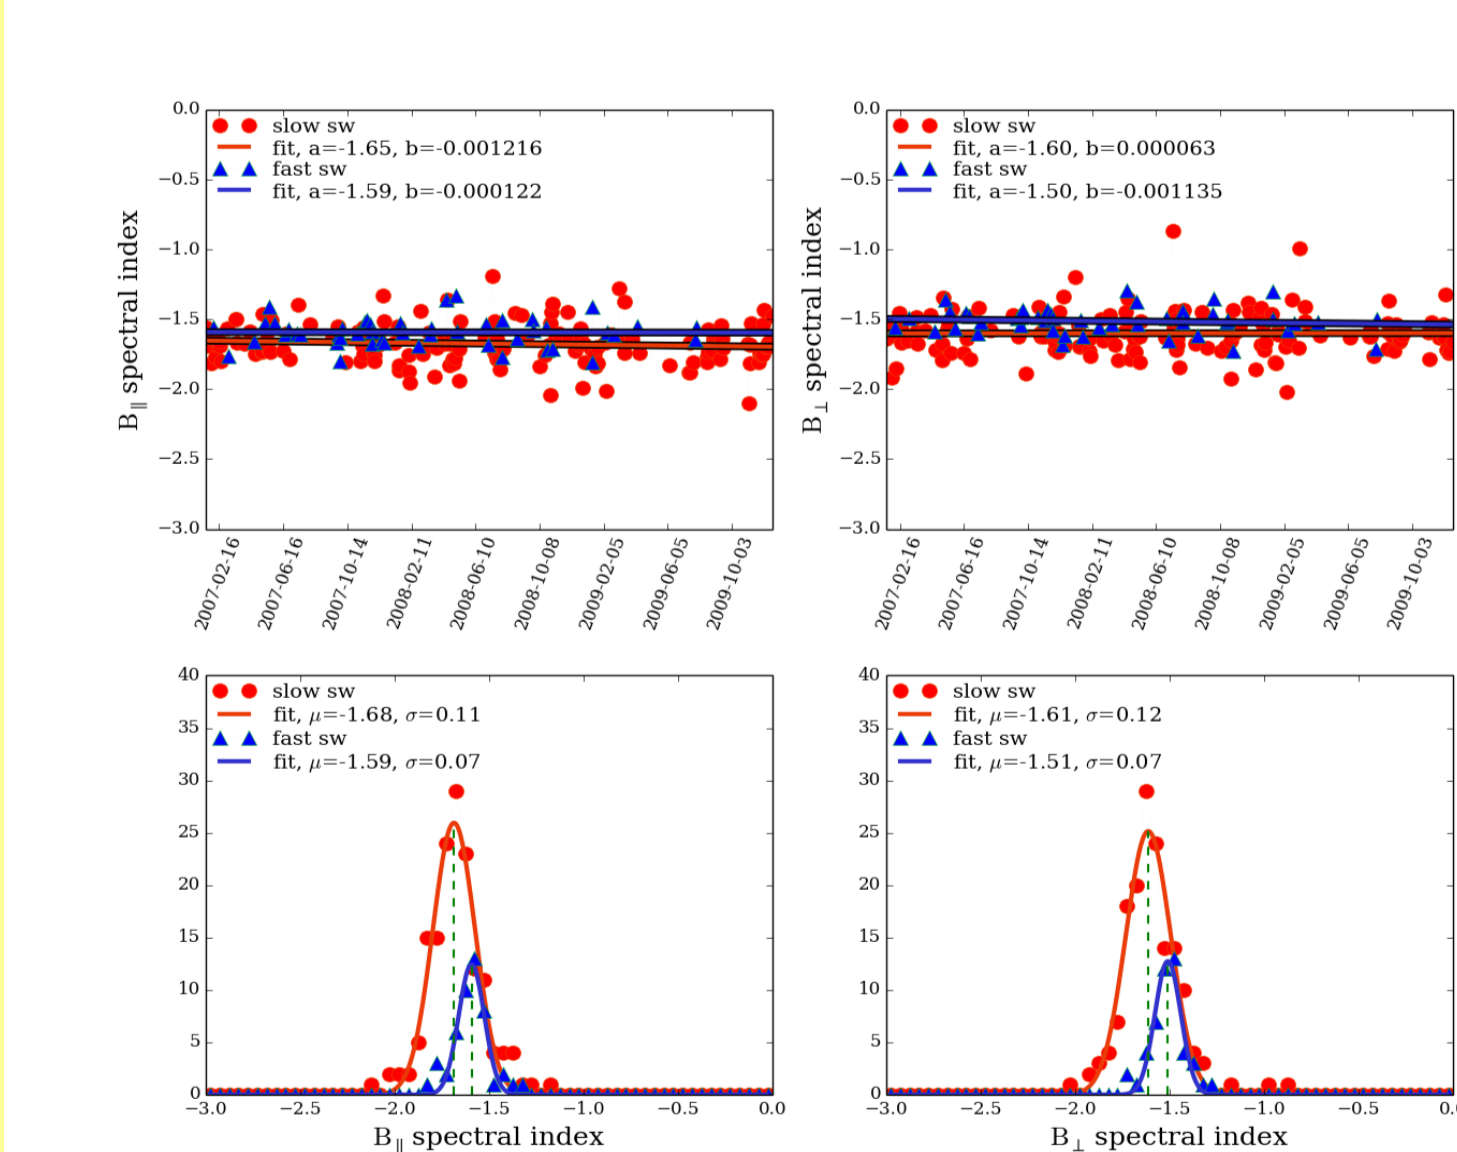 0.0
−0.5
−1.0
−1.5
−2.0
−2.5
−3.0
B∥ spectral index
slow sw
fit, a=-1.65, b=-0.001216
fast sw
fit, a=-1.59, b=-0.000122
2007-02-16
2007-06-16
2007-10-14
2008-02-11
2008-06-10
2008-10-08
2009-02-05
2009-06-05
2009-10-03
0.0
−0.5
−1.0
−1.5
−2.0
−2.5
−3.0
B⊥ spectral index
slow sw
fit, a=-1.60, b=0.000063
fast sw
fit, a=-1.50, b=-0.001135
2007-02-16
2007-06-16
2007-10-14
2008-02-11
2008-06-10
2008-10-08
2009-02-05
2009-06-05
2009-10-03
40
35
30
25
20
15
10
5
0
slow sw
fit, μ=-1.68, σ=0.11
fast sw
fit, μ=-1.59, σ=0.07
−3.0 −2.5 −2.0 −1.5 −1.0 −0.5 0.0
B∥ spectral index
40
35
30
25
20
15
10
5
0
slow sw
fit, μ=-1.61, σ=0.12
fast sw
fit, μ=-1.51, σ=0.07
−3.0 −2.5 −2.0 −1.5 −1.0 −0.5
B⊥ spectral index